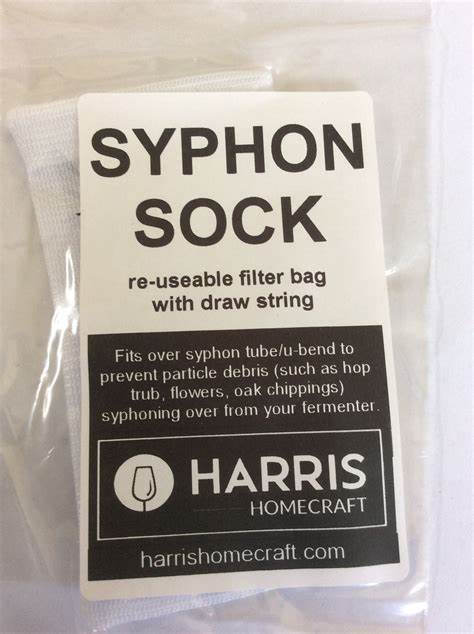 SYPHON
SOCK
re-useable filter bag
with draw string
Fits over syphon tube/u-bend to
prevent particle debris (such as hop
trub, flowers, oak chippings)
syphoning over from your fermenter.
HARRIS
HOMECRAFT
harrishomecraft.com